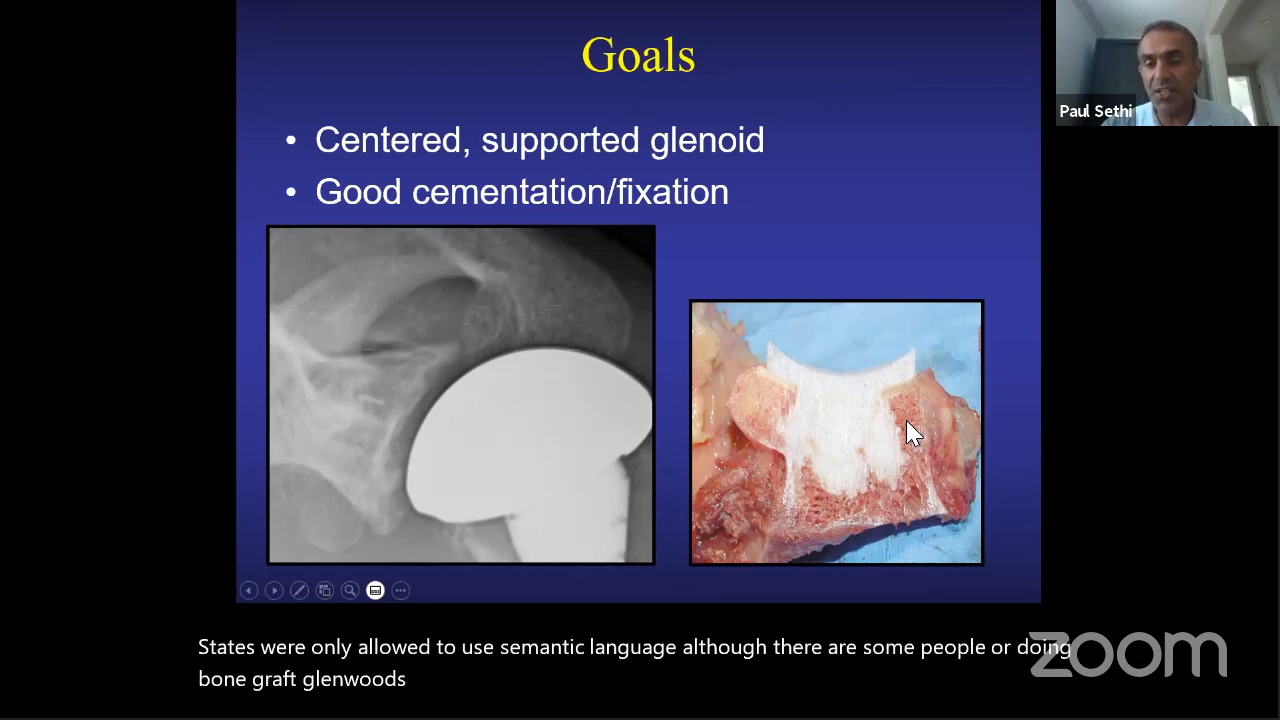 Goals
• Centered, supported glenoid
• Good cementation/fixation
Paul Sethi
States were only allowed to use semantic language although there are some people or doing
bone graft glenwoods
zoom